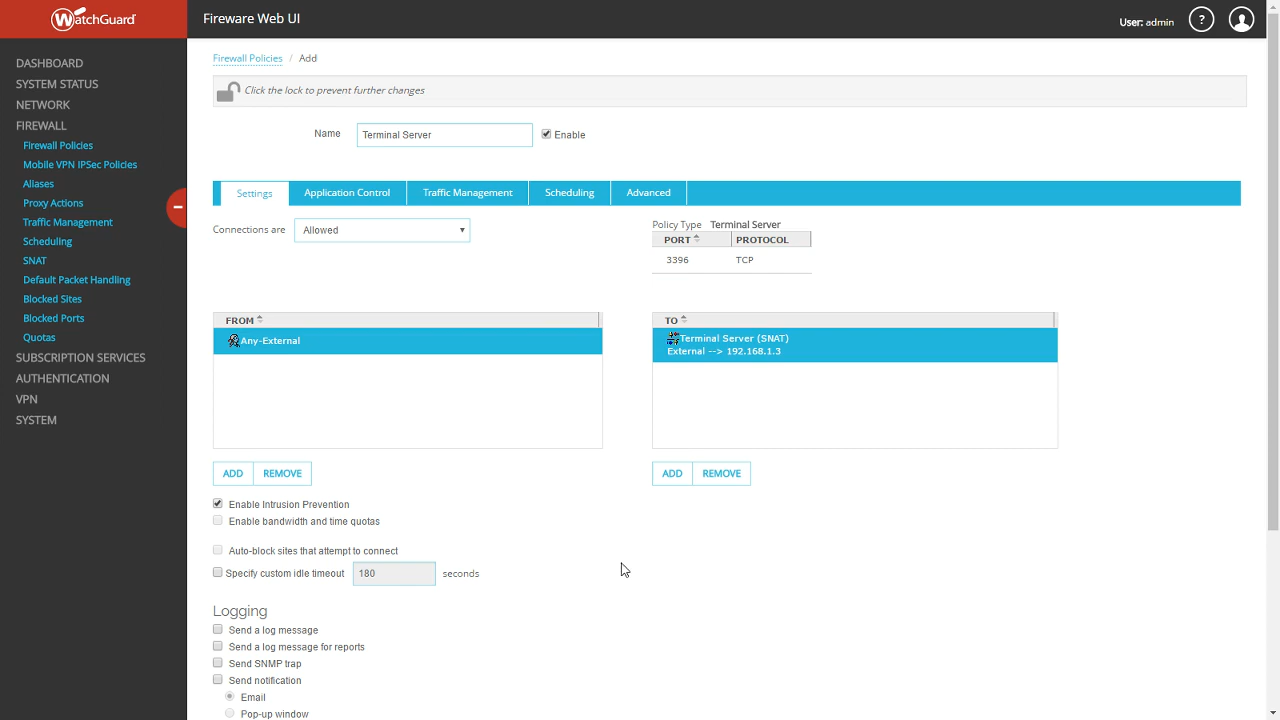 WatchGuard
Fireware Web UI
User: admin
?
DASHBOARD
SYSTEM STATUS
NETWORK
FIREWALL
Firewall Policies
Mobile VPN IPSec Policies
Aliases
Proxy Actions
Traffic Management
Scheduling
SNAT
Default Packet Handling
Blocked Sites
Blocked Ports
Quotas
SUBSCRIPTION SERVICES
AUTHENTICATION
VPN
SYSTEM
Firewall Policies / Add
Click the lock to prevent further changes
Name Terminal Server Enable
Settings Application Control Traffic Management Scheduling Advanced
Connections are Allowed
Policy Type Terminal Server
PORT PROTOCOL
3396 TCP
FROM
Any-External
ADD REMOVE
TO
Terminal Server (SNAT)
External --> 192.168.1.3
ADD REMOVE
Enable Intrusion Prevention
Enable bandwidth and time quotas
Auto-block sites that attempt to connect
Specify custom idle timeout 180 seconds
Logging
Send a log message
Send a log message for reports
Send SNMP trap
Send notification
Email
Pop-up window